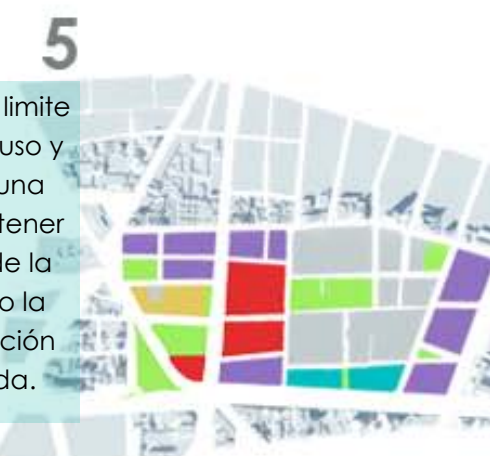 5
limite
uso y
una
tener
de la
o la
ción
da.